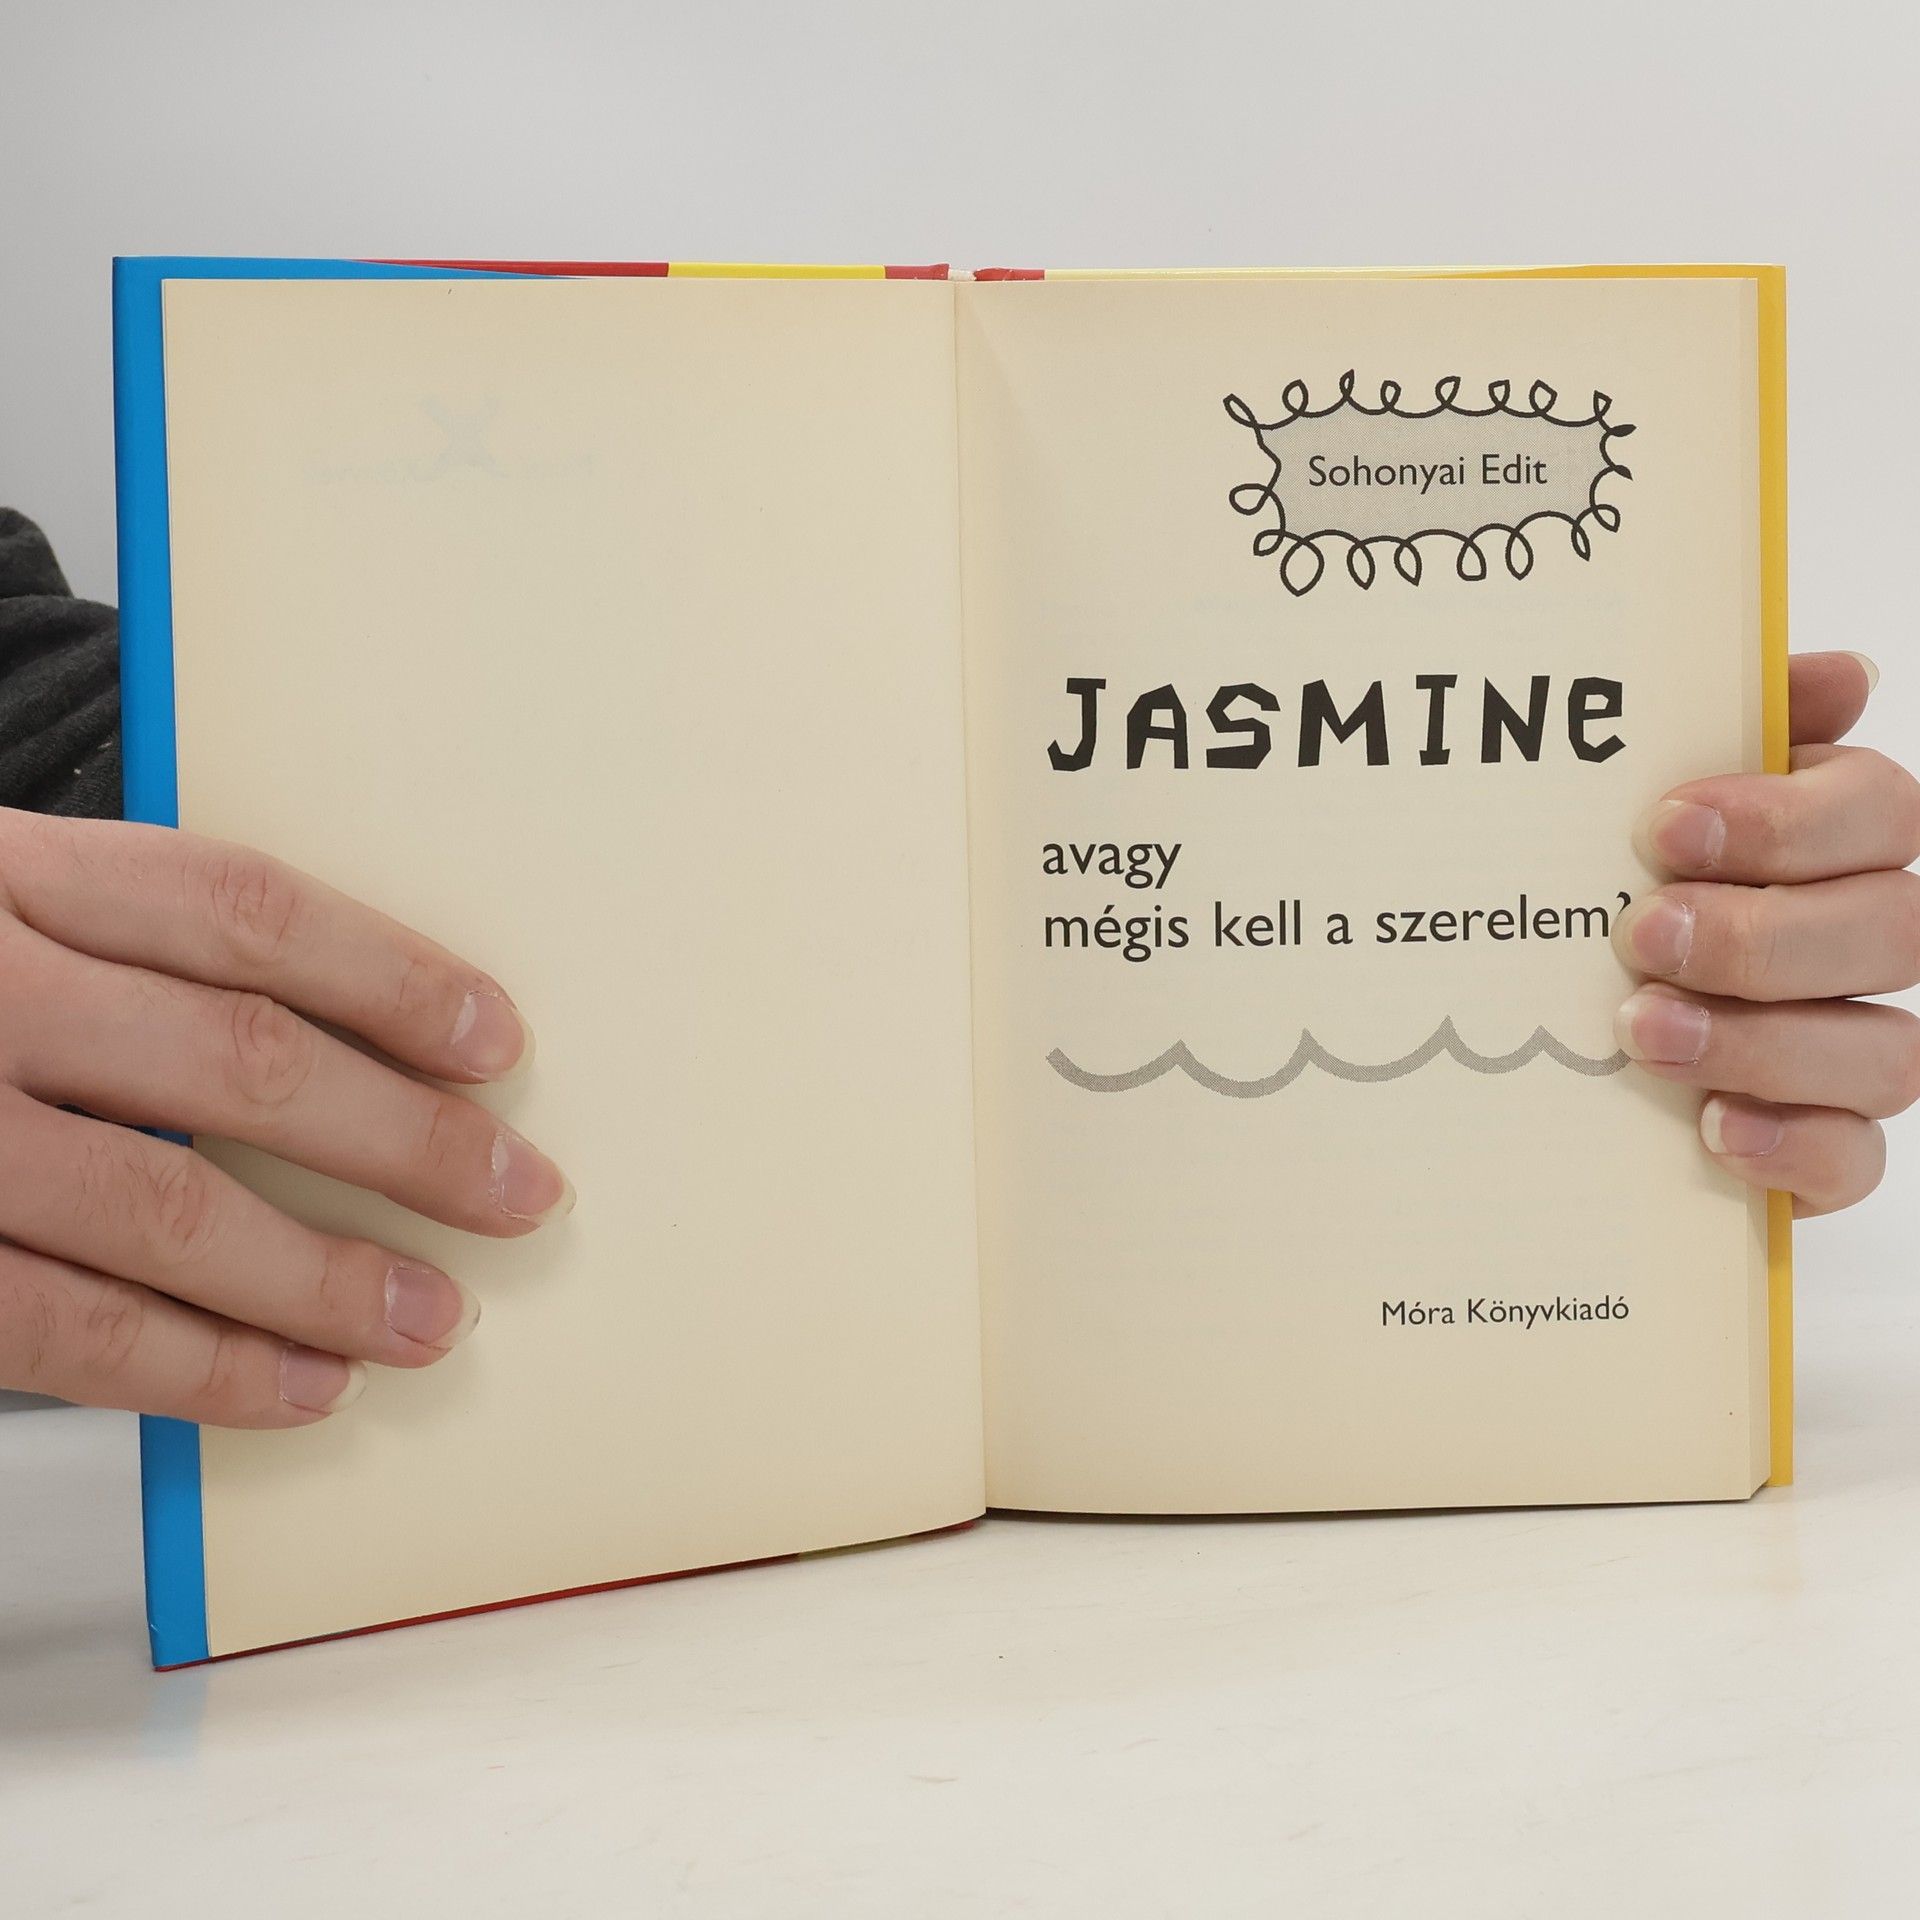 Sohonyai Edit
JASMINe
avagy
mégis kell a szerelem?
Móra Könyvkiadó